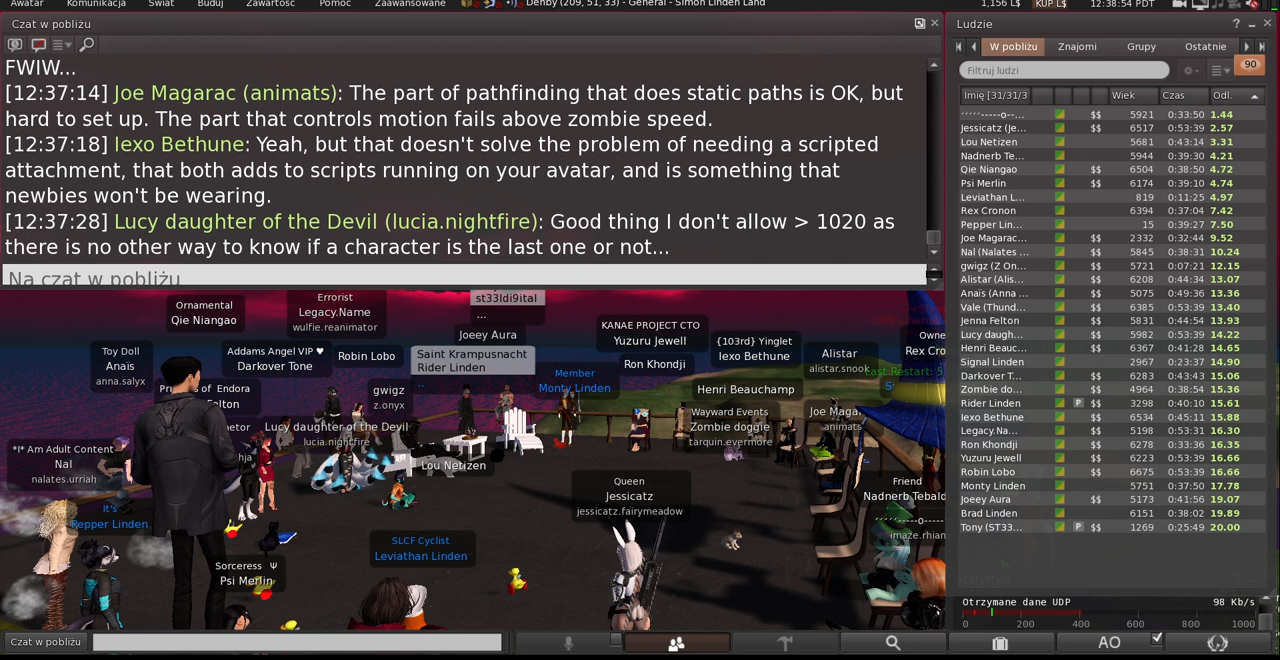 Awatar Komunikacja Świat Buduj Zawartość Pomoc Zaawansowane
Denby (209, 51, 33) - General - Simon Linden Land
1,156 L$ KUP L$ 12:38:54 PDT
Czat w pobliżu
FWIW...
[12:37:14] Joe Magarac (animats): The part of pathfinding that does static paths is OK, but
hard to set up. The part that controls motion fails above zombie speed.
[12:37:18] Iexo Bethune: Yeah, but that doesn't solve the problem of needing a scripted
attachment, that both adds to scripts running on your avatar, and is something that
newbies won't be wearing.
[12:37:28] Lucy daughter of the Devil (lucia.nightfire): Good thing I don't allow > 1020 as
there is no other way to know if a character is the last one or not...
Na czat w pobliżu
Ornamental
Qie Niangao
Errorist
Legacy.Name
wulfie.reanimator
st33ldi9ital
...
Joeey Aura
KANAE PROJECT CTO
Yuzuru Jewell
{103rd} Yinglet
Iexo Bethune
Owne
Rex Cro
Toy Doll
Anaïs
anna.salyx
Addams Angel VIP ♥
Darkover Tone
Robin Lobo
Saint Krampusnacht
Rider Linden
..
Ron Khondji
Alistar
alistar.snook
Last Restart: 5
Member
Monty Linden
of Endora
Felton
gwigz
z.onyx
Henri Beauchamp
Lucy daughter of the Devil
lucia.nightfire
Wayward Events
Zombie doggie
tarquin.evermore
Joe Maga
animats
*!* Am Adult Content
Nal
nalates.urriah
hja
Lou Netizen
Queen
Jessicatz
jessicatz.fairymeadow
Friend
Nadnerb Tebald
It's
Pepper Linden
´´´´´-----o----
imaze.rhian
SLCF Cyclist
Leviathan Linden
Sorceress Ψ
Psi Merlin
Czat w pobliżu
Ludzie
W pobliżu Znajomi Grupy Ostatnie
Filtruj ludzi
90
Imię [31/31/3 Wiek Czas Odl.
´´´´´-----o--... $$ 5921 0:33:50 1.44
Jessicatz (Je... $$ 6517 0:53:39 2.57
Lou Netizen 5681 0:43:14 3.31
Nadnerb Te... 5944 0:39:30 4.21
Qie Niangao $$ 6504 0:38:50 4.72
Psi Merlin $$ 6174 0:39:10 4.74
Leviathan L... 819 0:11:25 4.97
Rex Cronon 6394 0:37:04 7.42
Pepper Lin... 15 0:39:27 7.50
Joe Magarac... $$ 2332 0:32:44 9.52
Nal (Nalates ... $$ 5845 0:38:31 10.24
gwigz (Z On... $$ 5721 0:07:21 12.15
Alistar (Alis... $$ 6208 0:44:34 13.07
Anaïs (Anna ... $$ 5075 0:49:36 13.36
Vale (Thund... $$ 6385 0:53:39 13.40
Jenna Felton $$ 5831 0:44:54 13.93
Lucy daugh... $$ 5982 0:53:39 14.22
Henri Beauc... $$ 6367 0:41:28 14.65
Signal Linden 2967 0:23:37 14.90
Darkover T... $$ 6283 0:43:43 15.06
Zombie do... $$ 4964 0:38:54 15.36
Rider Linden P $$ 3298 0:40:10 15.61
Iexo Bethune $$ 6534 0:45:11 15.88
Legacy.Na... $$ 5198 0:53:31 16.30
Ron Khondji $$ 6278 0:33:36 16.35
Yuzuru Jewell $$ 6223 0:53:39 16.66
Robin Lobo $$ 6675 0:53:39 16.66
Monty Linden 5751 0:37:50 17.78
Joeey Aura $$ 5173 0:41:56 19.07
Brad Linden 6151 0:38:02 19.89
Tony (ST33... P $$ 1269 0:25:49 20.00
Otrzymane dane UDP 98 Kb/s
0 200 400 600 800 1000
AO